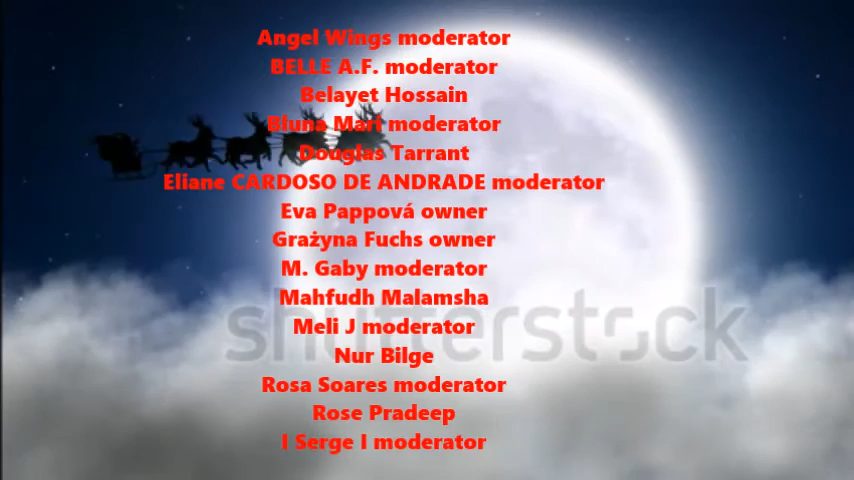 Angel Wings moderator
BELLE A.F. moderator
Belayet Hossain
Bluna Marl moderator
Douglas Tarrant
Eliane CARDOSO DE ANDRADE moderator
Eva Pappová owner
Grażyna Fuchs owner
M. Gaby moderator
Mahfudh Malamsha
shutterstock
Meli J moderator
Nur Bilge
Rosa Soares moderator
Rose Pradeep
I Serge I moderator